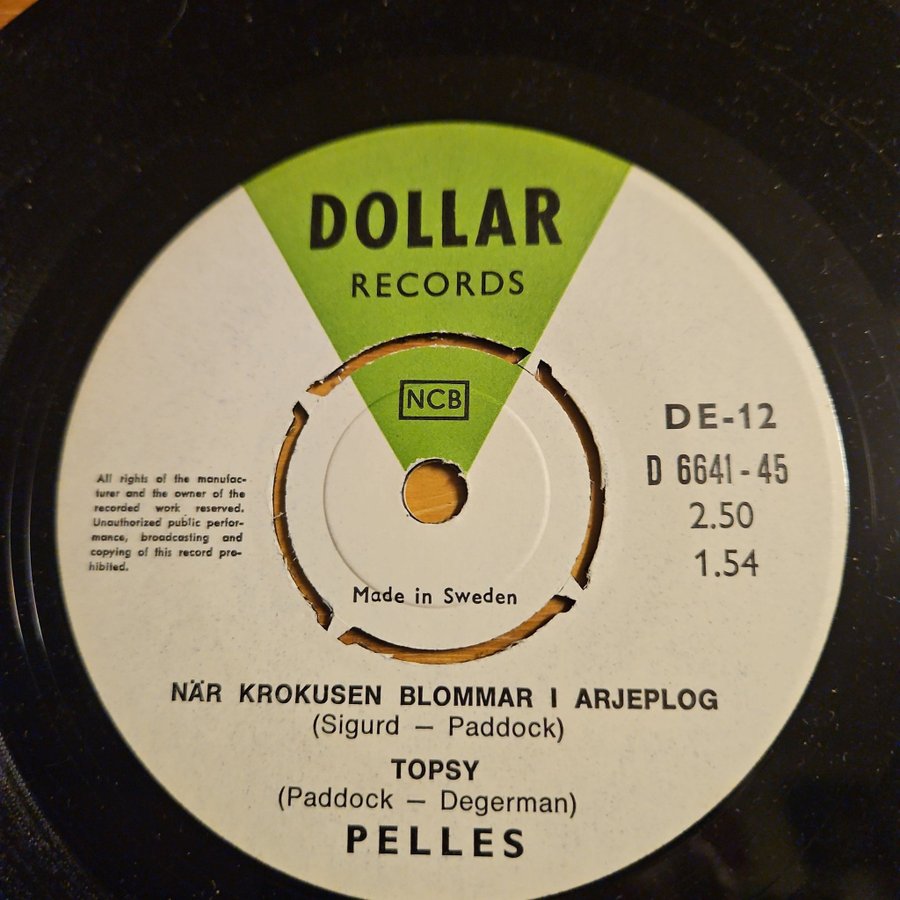 DOLLAR
RECORDS
NCB
DE-12
D 6641-45
2.50
1.54
All rights of the manufac-
turer and the owner of the
recorded work reserved.
Unauthorized public perfor-
mance, broadcasting and
copying of this record pro-
hibited.
Made in Sweden
NÄR KROKUSEN BLOMMAR I ARJEPLOG
(Sigurd — Paddock)
TOPSY
(Paddock — Degerman)
PELLES